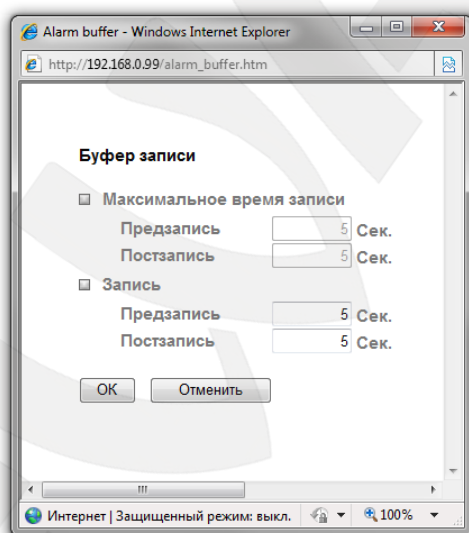 Alarm buffer - Windows Internet Explorer
http://192.168.0.99/alarm_buffer.htm
Буфер записи
Максимальное время записи
Предзапись 5 Сек.
Постзапись 5 Сек.
Запись
Предзапись 5 Сек.
Постзапись 5 Сек.
OK Отменить
Интернет | Защищенный режим: выкл. 100%